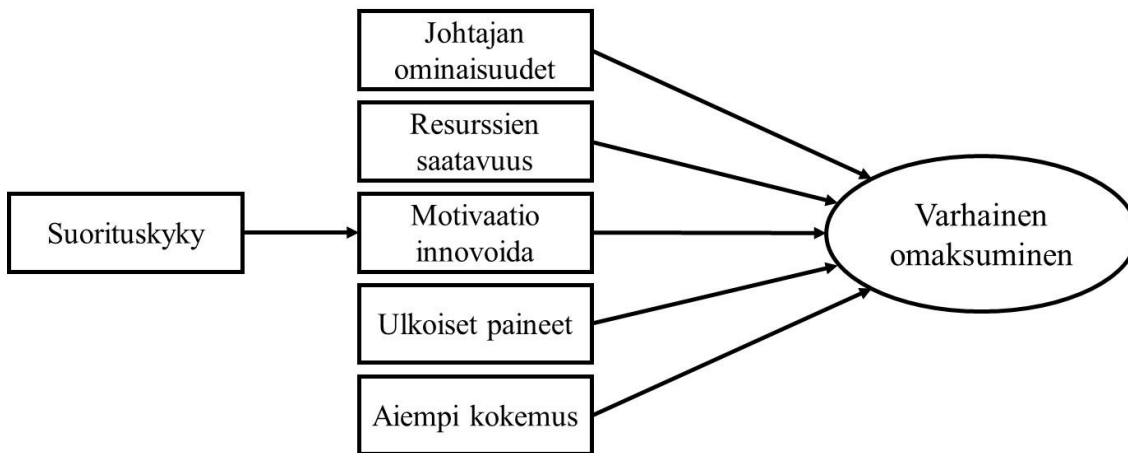 Johtajan
ominaisuudet
Resurssien
saatavuus
Suorituskyky
Motivaatio
innovoida
Varhainen
omaksuminen
Ulkoiset paineet
Aiempi kokemus